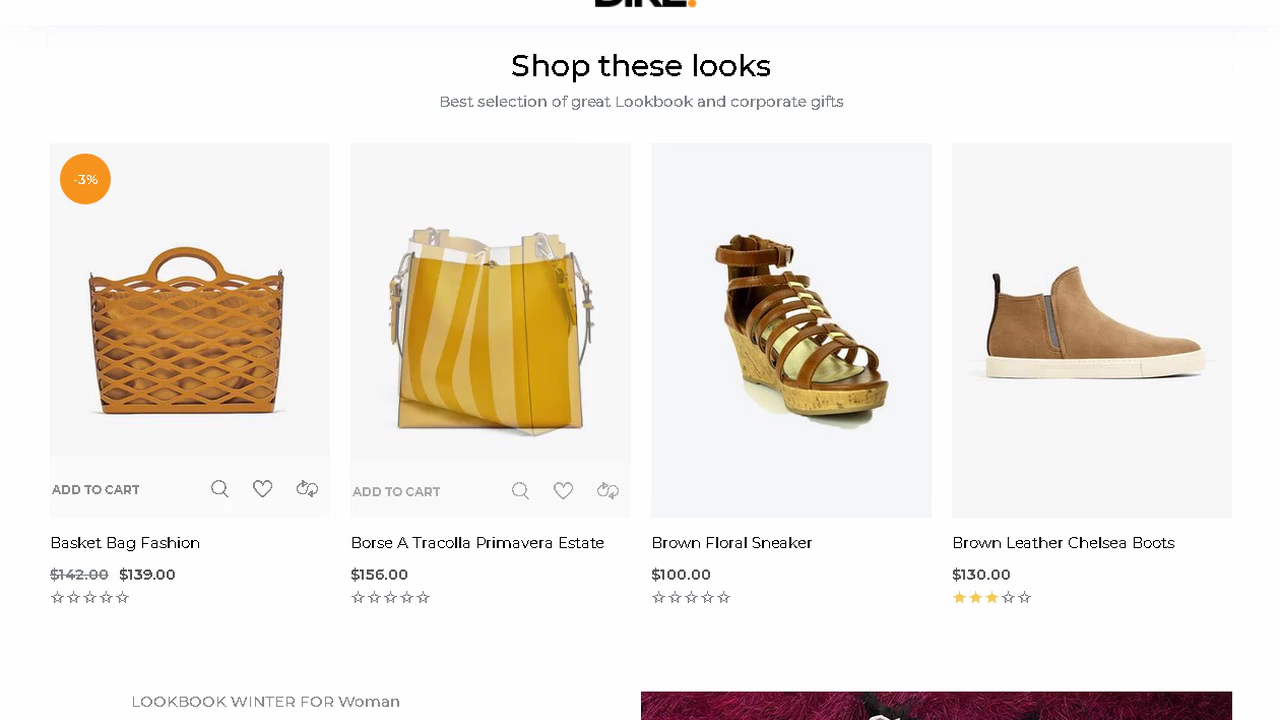 Shop these looks
Best selection of great Lookbook and corporate gifts
-3%
ADD TO CART
ADD TO CART
Basket Bag Fashion
Borse A Tracolla Primavera Estate
Brown Floral Sneaker
Brown Leather Chelsea Boots
$142.00 $139.00
$156.00
$100.00
$130.00
LOOKBOOK WINTER FOR Woman